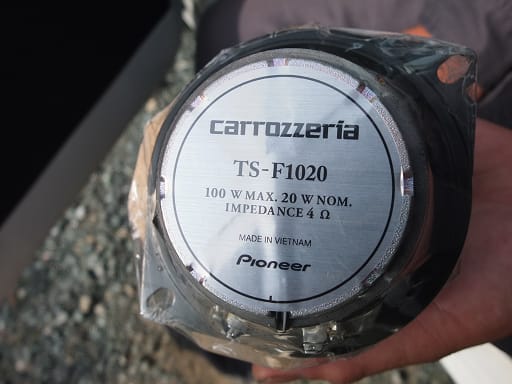 carrozzeria
TS-F1020
100 W MAX. 20 W NOM.
IMPEDANCE 4 Ω
MADE IN VIETNAM
Pioneer